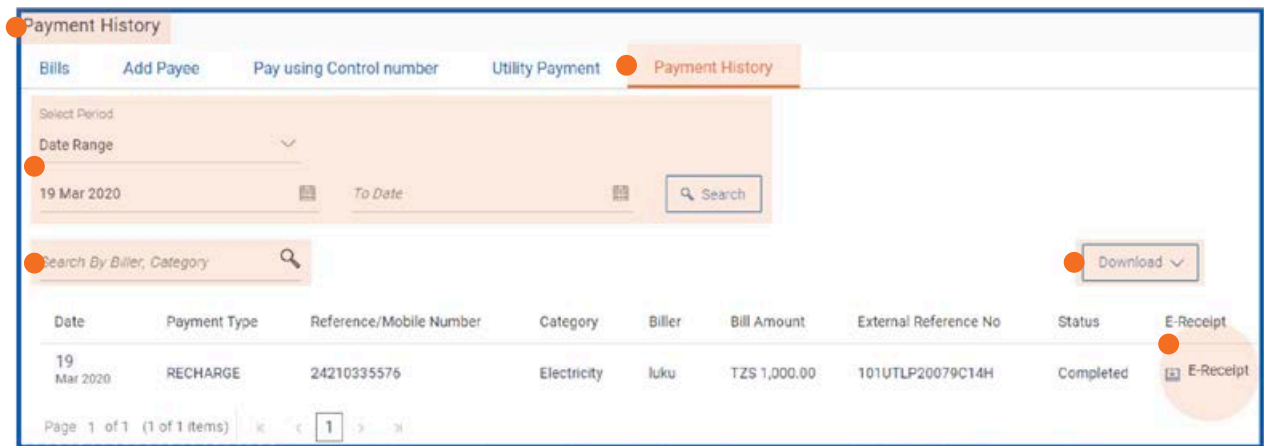 Payment History
Bills Add Payee Pay using Control number Utility Payment Payment History
Select Period
Date Range
19 Mar 2020 To Date Search
Search By Biller, Category Download
Date Payment Type Reference/Mobile Number Category Biller Bill Amount External Reference No Status E-Receipt
19
Mar 2020 RECHARGE 24210335576 Electricity luku TZS 1,000.00 101UTLP20079C14H Completed E-Receipt
Page 1 of 1 (1 of 1 items) 1